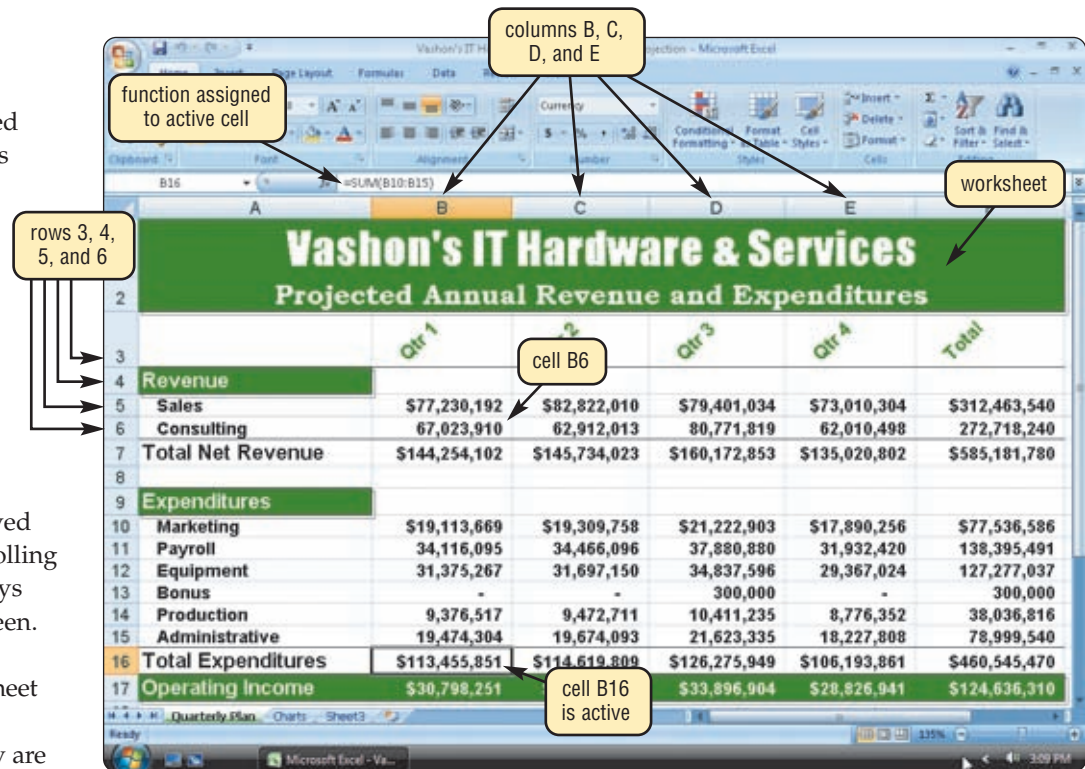 ed
s
ved
olling
ys
een.
heet
y are
columns B, C,
D, and E
function assigned
to active cell
worksheet
rows 3, 4,
5, and 6
cell B6
cell B16
is active
Microsoft Excel
Page Layout Formulas Data
Currency
Conditional Formatting Format as Table Cell Styles Insert Delete Format Sort & Filter Find & Select
Font Alignment Number Styles Cells
B16 =SUM(B10:B15)
A B C D E
Vashon's IT Hardware & Services
2 Projected Annual Revenue and Expenditures
3 Qtr 1 2 Qtr 3 Qtr 4 Total
4 Revenue
5 Sales $77,230,192 $82,822,010 $79,401,034 $73,010,304 $312,463,540
6 Consulting 67,023,910 62,912,013 80,771,819 62,010,498 272,718,240
7 Total Net Revenue $144,254,102 $145,734,023 $160,172,853 $135,020,802 $585,181,780
8
9 Expenditures
10 Marketing $19,113,669 $19,309,758 $21,222,903 $17,890,256 $77,536,586
11 Payroll 34,116,095 34,466,096 37,880,880 31,932,420 138,395,491
12 Equipment 31,375,267 31,697,150 34,837,596 29,367,024 127,277,037
13 Bonus - - 300,000 - 300,000
14 Production 9,376,517 9,472,711 10,411,235 8,776,352 38,036,816
15 Administrative 19,474,304 19,674,093 21,623,335 18,227,808 78,999,540
16 Total Expenditures $113,455,851 $114,619,809 $126,275,949 $106,193,861 $460,545,470
17 Operating Income $30,798,251 $33,896,904 $28,826,941 $124,636,310
Quarterly Plan Charts Sheet3
Ready 135%
Microsoft Excel - Va... 3:09 PM